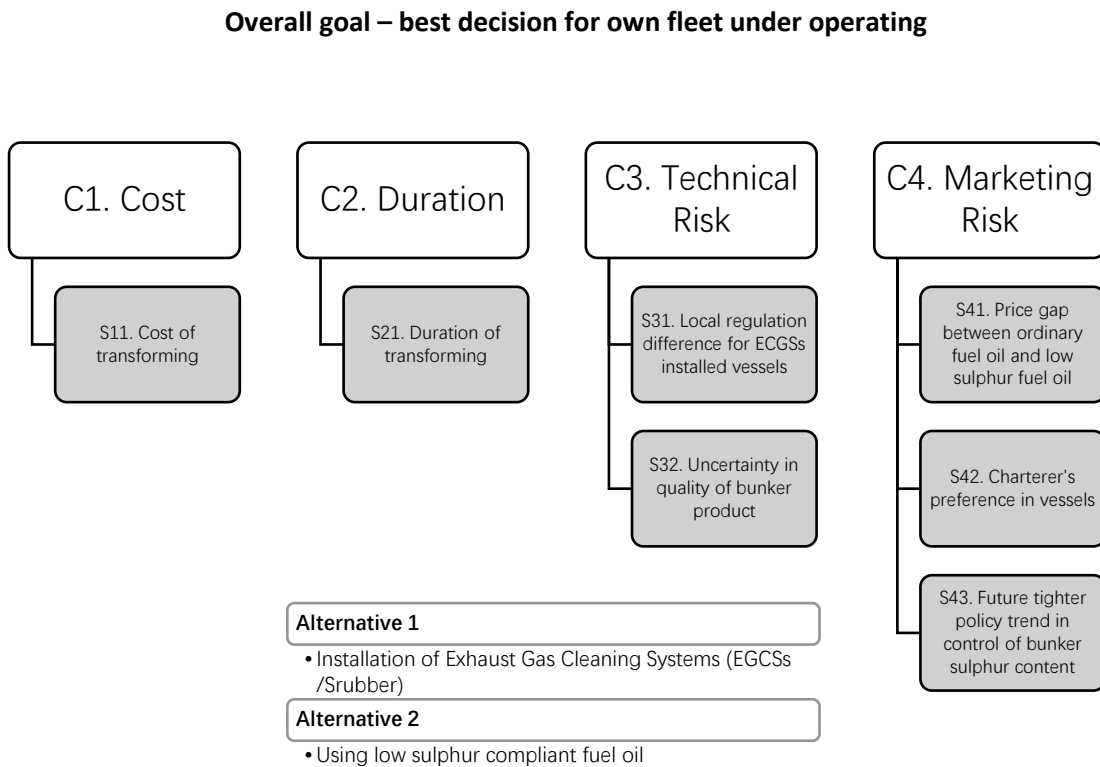 Overall goal – best decision for own fleet under operating
C1. Cost
C2. Duration
C3. Technical
Risk
C4. Marketing
Risk
S11. Cost of
transforming
S21. Duration of
transforming
S31. Local regulation
difference for ECGSs
installed vessels
S41. Price gap
between ordinary
fuel oil and low
sulphur fuel oil
S32. Uncertainty in
quality of bunker
product
S42. Charterer's
preference in vessels
S43. Future tighter
policy trend in
control of bunker
sulphur content
Alternative 1
• Installation of Exhaust Gas Cleaning Systems (EGCSs
/Srubber)
Alternative 2
• Using low sulphur compliant fuel oil